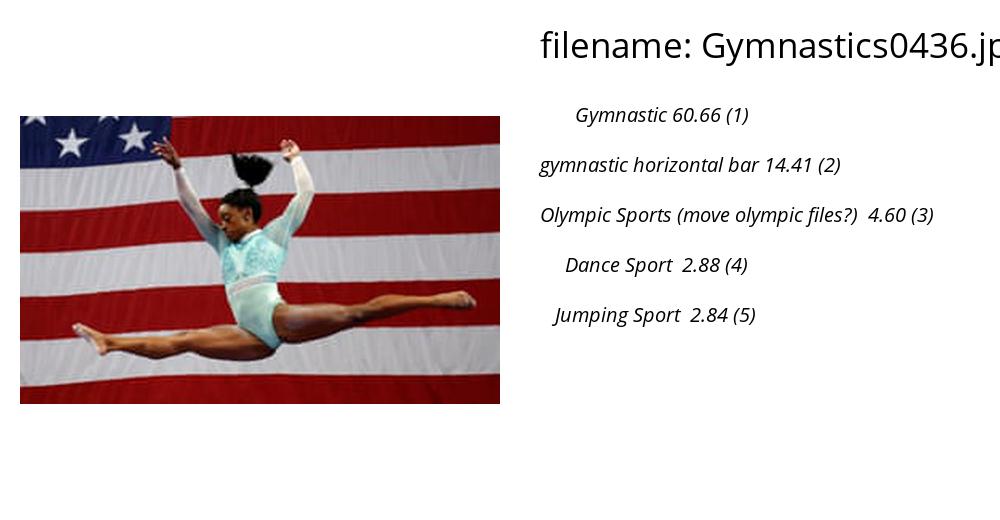 filename: Gymnastics0436.jp
Gymnastic 60.66 (1)
gymnastic horizontal bar 14.41 (2)
Olympic Sports (move olympic files?) 4.60 (3)
Dance Sport 2.88 (4)
Jumping Sport 2.84 (5)